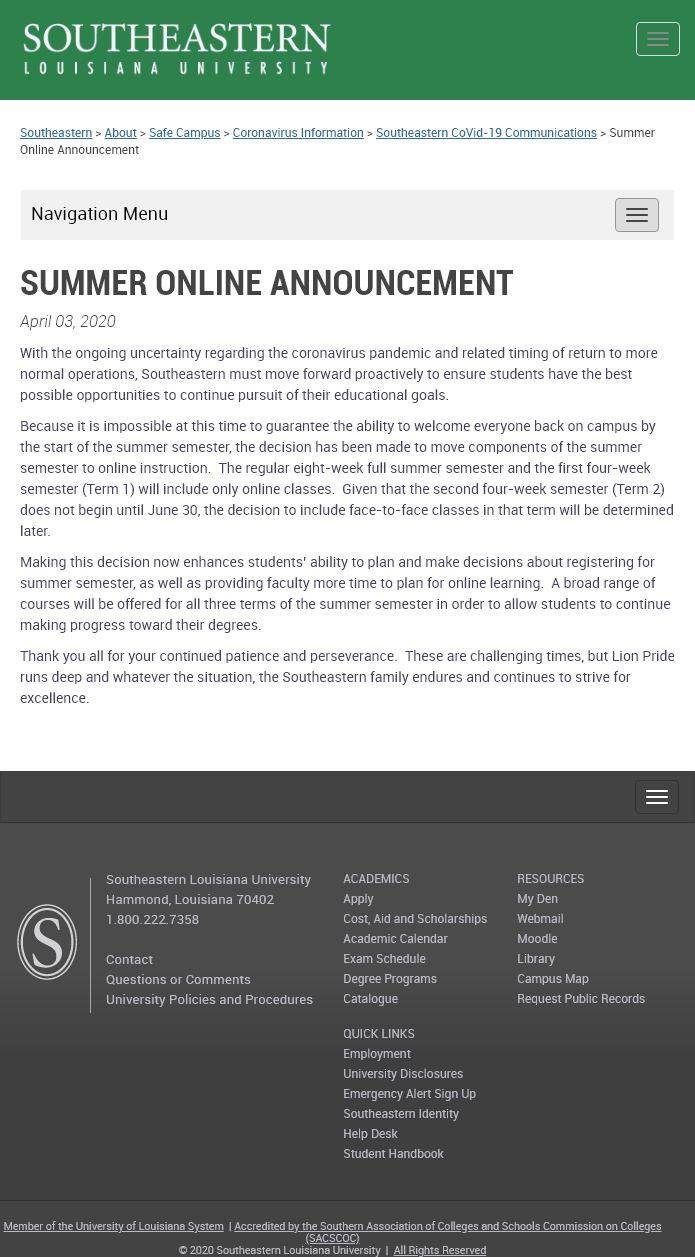 SOUTHEASTERN
LOUISIANA UNIVERSITY
Southeastern > About > Safe Campus > Coronavirus Information > Southeastern CoVid-19 Communications > Summer
Online Announcement
Navigation Menu
SUMMER ONLINE ANNOUNCEMENT
April 03, 2020
With the ongoing uncertainty regarding the coronavirus pandemic and related timing of return to more
normal operations, Southeastern must move forward proactively to ensure students have the best
possible opportunities to continue pursuit of their educational goals.
Because it is impossible at this time to guarantee the ability to welcome everyone back on campus by
the start of the summer semester, the decision has been made to move components of the summer
semester to online instruction.  The regular eight-week full summer semester and the first four-week
semester (Term 1) will include only online classes.  Given that the second four-week semester (Term 2)
does not begin until June 30, the decision to include face-to-face classes in that term will be determined
later.
Making this decision now enhances students' ability to plan and make decisions about registering for
summer semester, as well as providing faculty more time to plan for online learning.  A broad range of
courses will be offered for all three terms of the summer semester in order to allow students to continue
making progress toward their degrees.
Thank you all for your continued patience and perseverance.  These are challenging times, but Lion Pride
runs deep and whatever the situation, the Southeastern family endures and continues to strive for
excellence.
S
Southeastern Louisiana University
Hammond, Louisiana 70402
1.800.222.7358
Contact
Questions or Comments
University Policies and Procedures
ACADEMICS
Apply
Cost, Aid and Scholarships
Academic Calendar
Exam Schedule
Degree Programs
Catalogue
QUICK LINKS
Employment
University Disclosures
Emergency Alert Sign Up
Southeastern Identity
Help Desk
Student Handbook
RESOURCES
My Den
Webmail
Moodle
Library
Campus Map
Request Public Records
Member of the University of Louisiana System | Accredited by the Southern Association of Colleges and Schools Commission on Colleges
(SACSCOC)
© 2020 Southeastern Louisiana University | All Rights Reserved